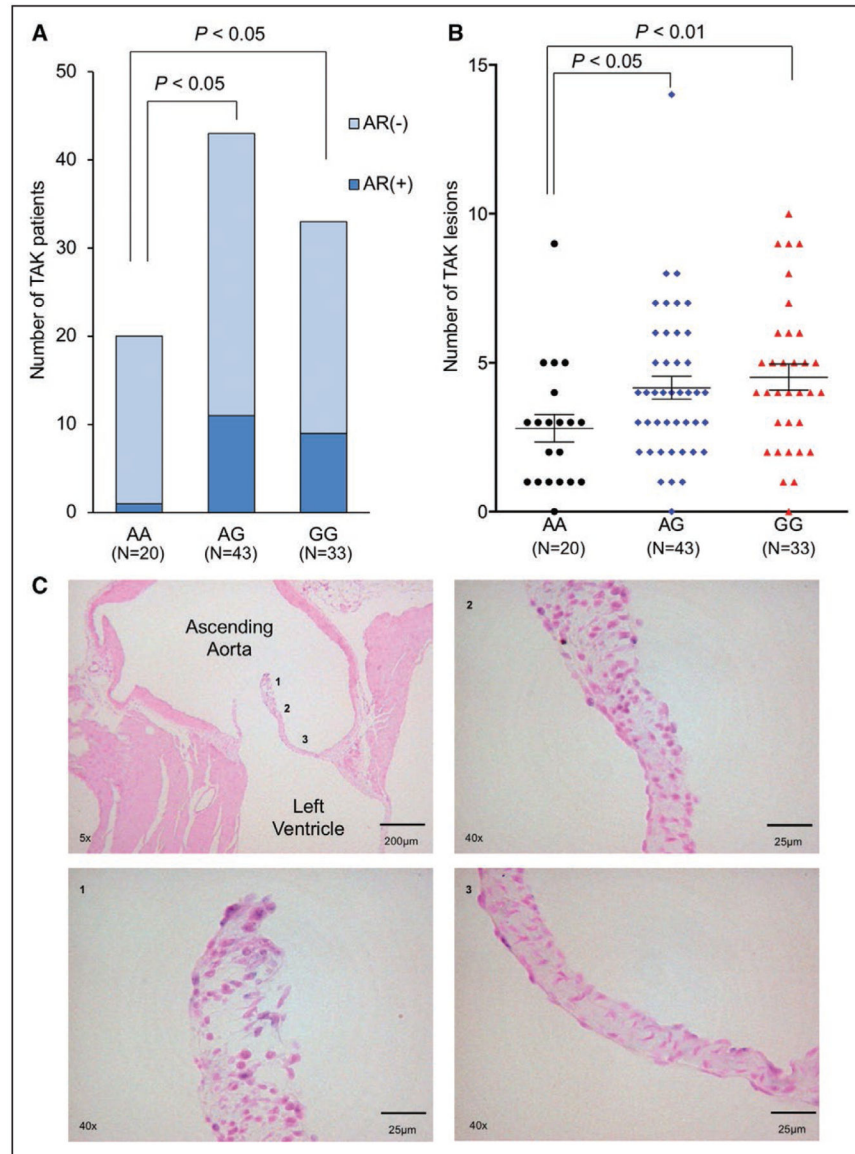 A
P < 0.05
P < 0.05
50
40
30
20
10
0
Number of TAK patients
AR(-)
AR(+)
AA
(N=20)
AG
(N=43)
GG
(N=33)
B
P < 0.01
P < 0.05
15
10
5
0
Number of TAK lesions
AA
(N=20)
AG
(N=43)
GG
(N=33)
C
Ascending
Aorta
1
2
3
Left
Ventricle
5x
200µm
2
40x
25µm
1
40x
25µm
3
40x
25µm